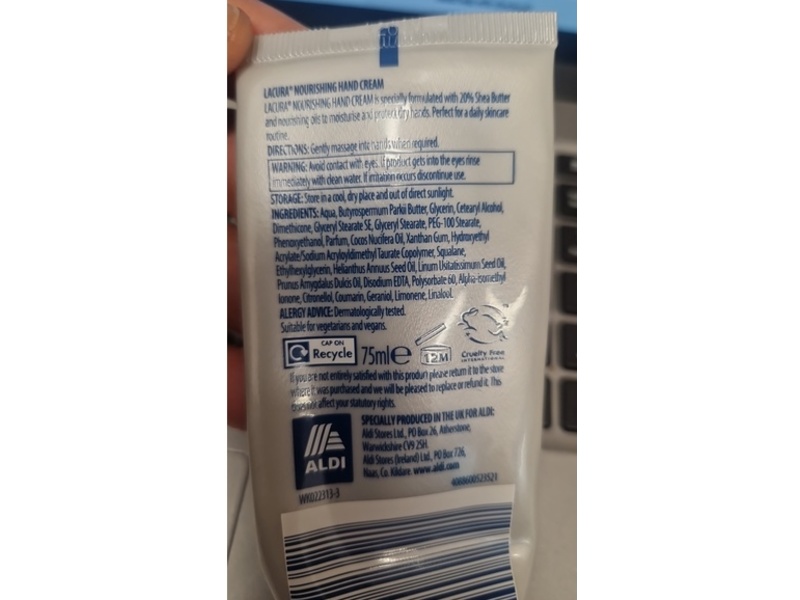 LACURA® NOURISHING HAND CREAM
LACURA® NOURISHING HAND CREAM is specially formulated with 20% Shea Butter
and nourishing oils to moisturise and protect dry hands. Perfect for a daily skincare
routine.
DIRECTIONS: Gently massage into hands when required.
WARNING: Avoid contact with eyes. If product gets into the eyes rinse
immediately with clean water. If irritation occurs discontinue use.
STORAGE: Store in a cool, dry place and out of direct sunlight.
INGREDIENTS: Aqua, Butyrospermum Parkii Butter, Glycerin, Cetearyl Alcohol,
Dimethicone, Glyceryl Stearate SE, Glyceryl Stearate, PEG-100 Stearate,
Phenoxyethanol, Parfum, Cocos Nucifera Oil, Xanthan Gum, Hydroxyethyl
Acrylate/Sodium Acryloyldimethyl Taurate Copolymer, Squalane,
Ethylhexylglycerin, Helianthus Annuus Seed Oil, Linum Usitatissimum Seed Oil,
Prunus Amygdalus Dulcis Oil, Disodium EDTA, Polysorbate 60, Alpha-Isomethyl
Ionone, Citronellol, Coumarin, Geraniol, Limonene, Linalool.
ALLERGY ADVICE: Dermatologically tested.
Suitable for vegetarians and vegans.
CAP ON
Recycle
75ml℮
12M
Cruelty Free
INTERNATIONAL
If you are not entirely satisfied with this product please return it to the store
where it was purchased and we will be pleased to replace or refund it. This
does not affect your statutory rights.
ALDI
SPECIALLY PRODUCED IN THE UK FOR ALDI:
Aldi Stores Ltd., PO Box 26, Atherstone,
Warwickshire CV9 2SH.
Aldi Stores (Ireland) Ltd., PO Box 726,
Naas, Co. Kildare. www.aldi.com
WK022313-3
4088600523521